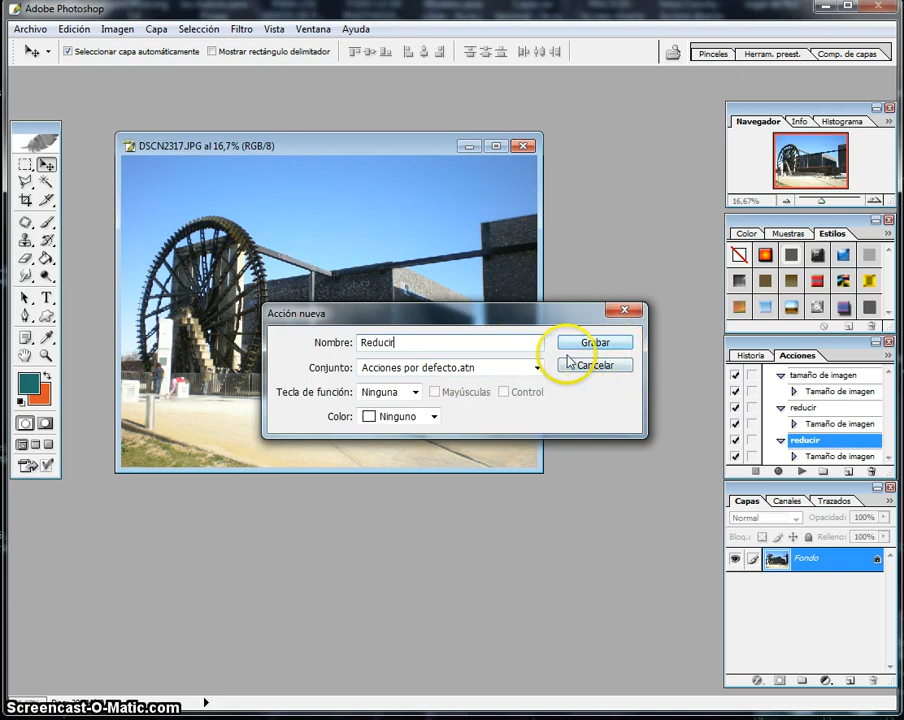 Adobe Photoshop
Archivo Edición Imagen Capa Selección Filtro Vista Ventana Ayuda
Seleccionar capa automáticamente Mostrar rectángulo delimitador Pinceles Herram. preest. Comp. de capas
DSCN2317.JPG al 16,7% (RGB/8)
Navegador Info Histograma
16,67%
Color Muestras Estilos
Acción nueva
Nombre: Reducir Grabar
Conjunto: Acciones por defecto.atn Cancelar
Tecla de función: Ninguna Mayúsculas Control
Color: Ninguno
Historia Acciones
tamaño de imagen
Tamaño de imagen
reducir
Tamaño de imagen
reducir
Tamaño de imagen
Capas Canales Trazados
Normal Opacidad: 100%
Bloq.: Relleno: 100%
Fondo
Screencast-O-Matic.com